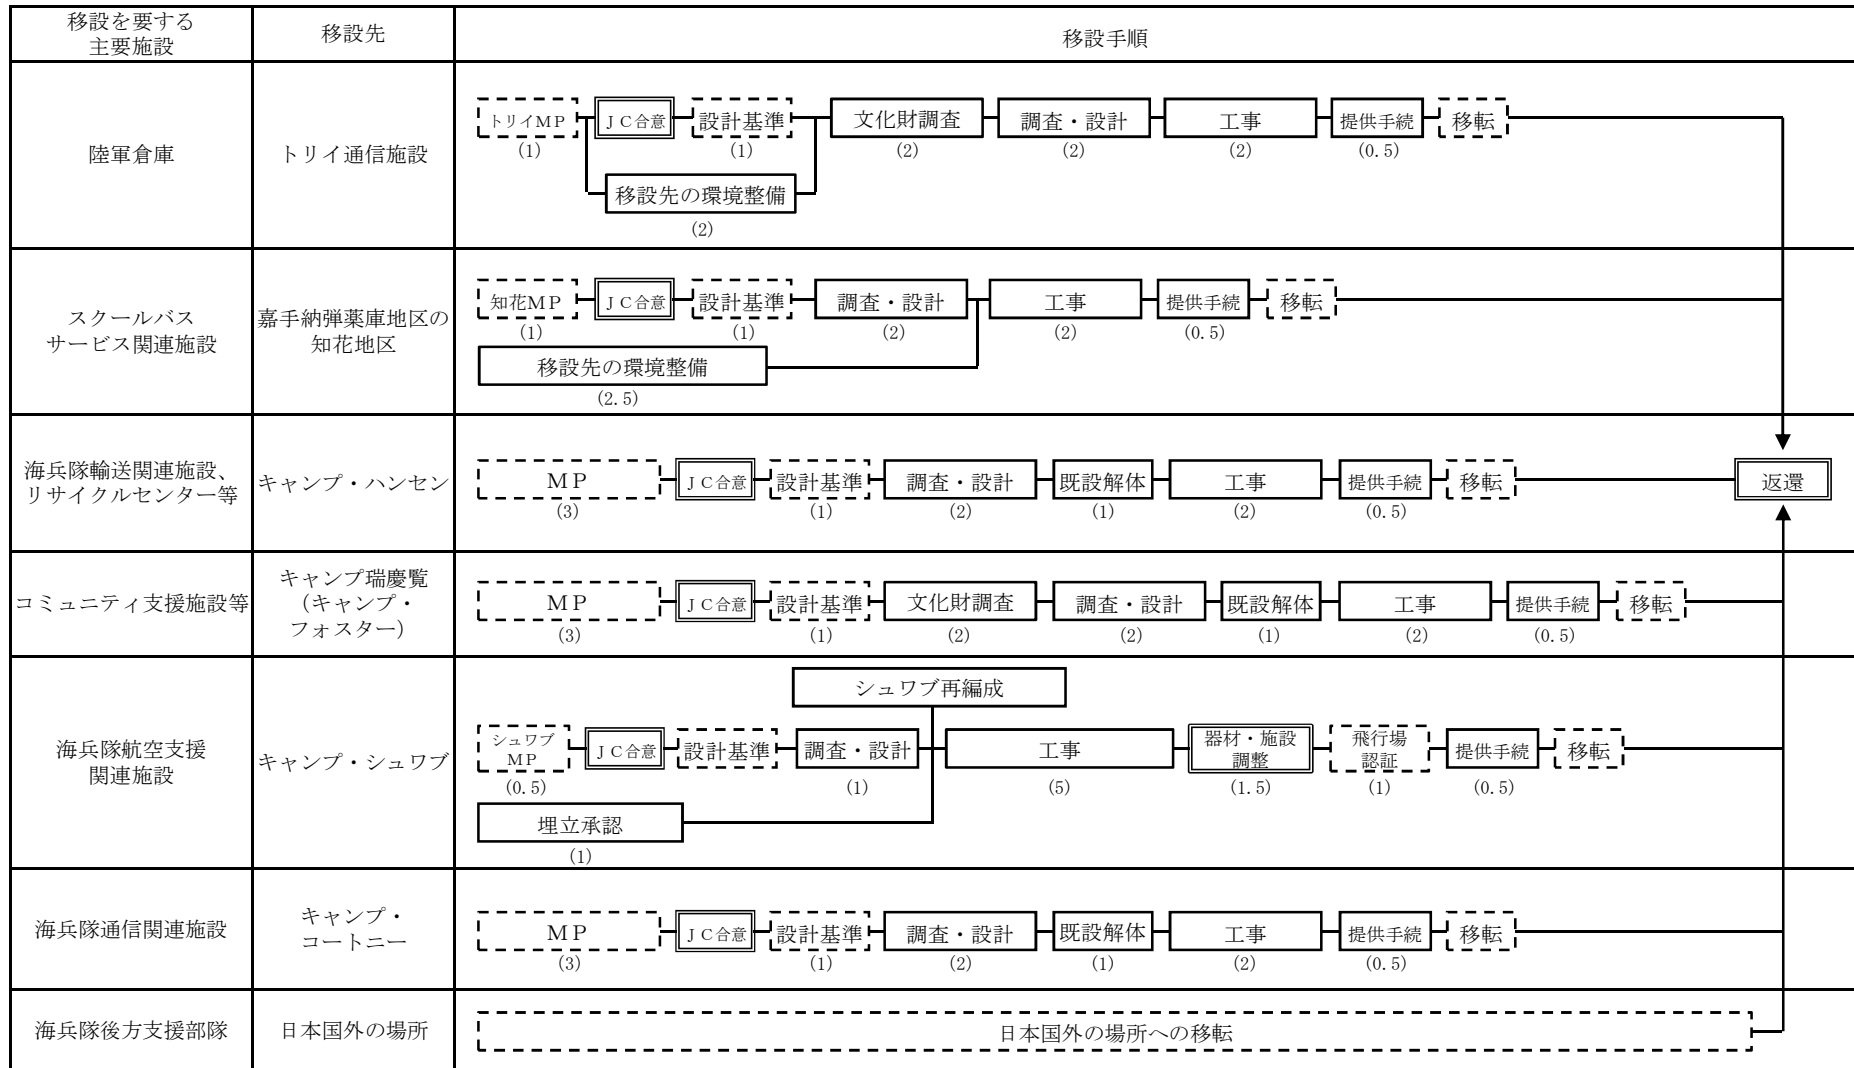 移設を要する
主要施設
移設先
移設手順
陸軍倉庫
トリイ通信施設
トリイMP
(1)
ＪＣ合意
設計基準
(1)
文化財調査
(2)
調査・設計
(2)
工事
(2)
提供手続
(0.5)
移転
移設先の環境整備
(2)
スクールバス
サービス関連施設
嘉手納弾薬庫地区の
知花地区
知花MP
(1)
ＪＣ合意
設計基準
(1)
調査・設計
(2)
工事
(2)
提供手続
(0.5)
移転
移設先の環境整備
(2.5)
海兵隊輸送関連施設、
リサイクルセンター等
キャンプ・ハンセン
ＭＰ
(3)
ＪＣ合意
設計基準
(1)
調査・設計
(2)
既設解体
(1)
工事
(2)
提供手続
(0.5)
移転
返還
コミュニティ支援施設等
キャンプ瑞慶覧
（キャンプ・
フォスター）
ＭＰ
(3)
ＪＣ合意
設計基準
(1)
文化財調査
(2)
調査・設計
(2)
既設解体
(1)
工事
(2)
提供手続
(0.5)
移転
海兵隊航空支援
関連施設
キャンプ・シュワブ
シュワブ再編成
シュワブ
MP
(0.5)
ＪＣ合意
設計基準
調査・設計
(1)
工事
(5)
器材・施設
調整
(1.5)
飛行場
認証
(1)
提供手続
(0.5)
移転
埋立承認
(1)
海兵隊通信関連施設
キャンプ・
コートニー
ＭＰ
(3)
ＪＣ合意
設計基準
(1)
調査・設計
(2)
既設解体
(1)
工事
(2)
提供手続
(0.5)
移転
海兵隊後方支援部隊
日本国外の場所
日本国外の場所への移転